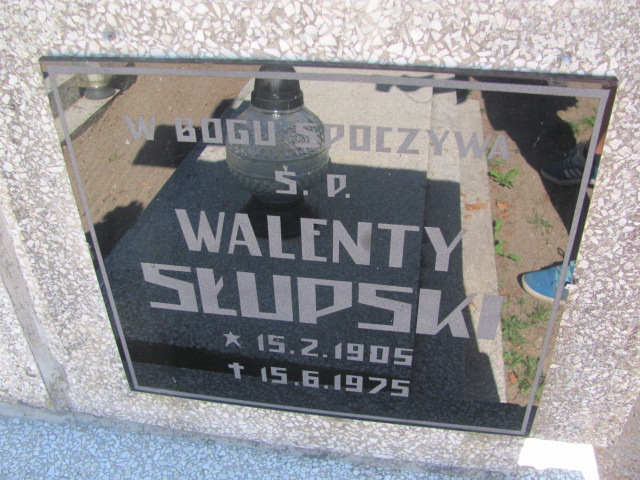 W BOGU SPOCZYWA
Ś. P.
WALENTY
SŁUPSKI
★ 15.2.1905
✝ 15.6.1975